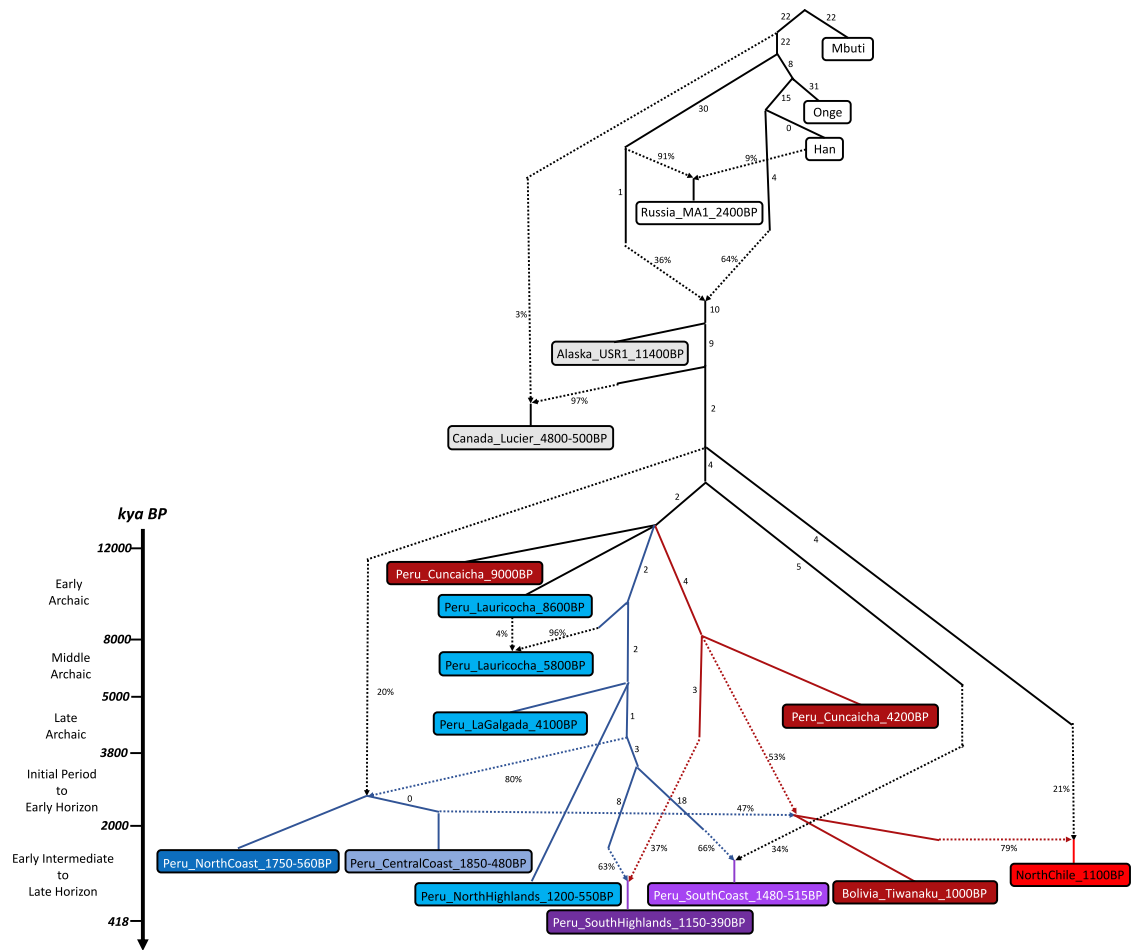 22
22
Mbuti
22
8
31
15
Onge
30
0
Han
91%
9%
4
1
Russia_MA1_2400BP
36%
64%
10
3%
9
Alaska_USR1_11400BP
97%
2
Canada_Lucier_4800-500BP
4
2
kya BP
12000
4
5
Peru_Cuncaicha_9000BP
2
4
Early
Archaic
Peru_Lauricocha_8600BP
8000
4%
96%
2
Middle
Archaic
Peru_Lauricocha_5800BP
5000
20%
3
Late
Archaic
Peru_LaGalgada_4100BP
1
Peru_Cuncaicha_4200BP
3800
3
53%
Initial Period
to
Early Horizon
80%
0
8
18
47%
21%
2000
Early Intermediate
to
Late Horizon
37%
66%
34%
79%
Peru_NorthCoast_1750-560BP
Peru_CentralCoast_1850-480BP
63%
NorthChile_1100BP
Peru_NorthHighlands_1200-550BP
Peru_SouthCoast_1480-515BP
Bolivia_Tiwanaku_1000BP
418
Peru_SouthHighlands_1150-390BP